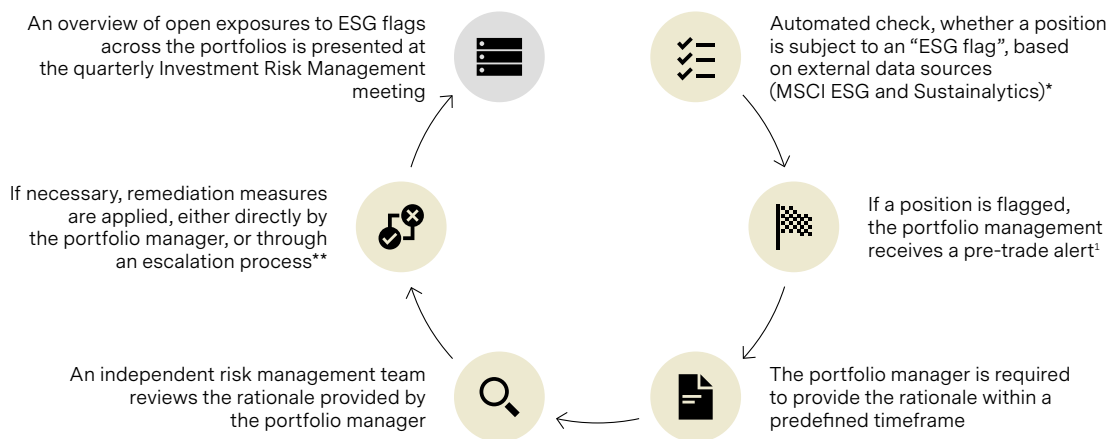 Automated check, whether a position
is subject to an “ESG flag”, based
on external data sources
(MSCI ESG and Sustainalytics)*
If a position is flagged,
the portfolio management
receives a pre-trade alert¹
The portfolio manager is required
to provide the rationale within a
predefined timeframe
An independent risk management team
reviews the rationale provided by
the portfolio manager
If necessary, remediation measures
are applied, either directly by
the portfolio manager, or through
an escalation process**
An overview of open exposures to ESG flags
across the portfolios is presented at
the quarterly Investment Risk Management
meeting